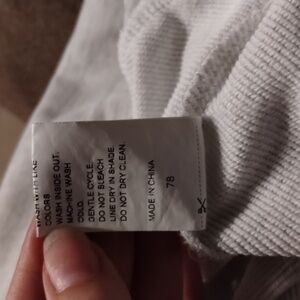 WASH WITH LIKE
COLORS
WASH INSIDE OUT.
MACHINE WASH
COLD.
GENTLE CYCLE.
DO NOT BLEACH
LINE DRY IN SHADE.
DO NOT DRY CLEAN.
MADE IN CHINA
78